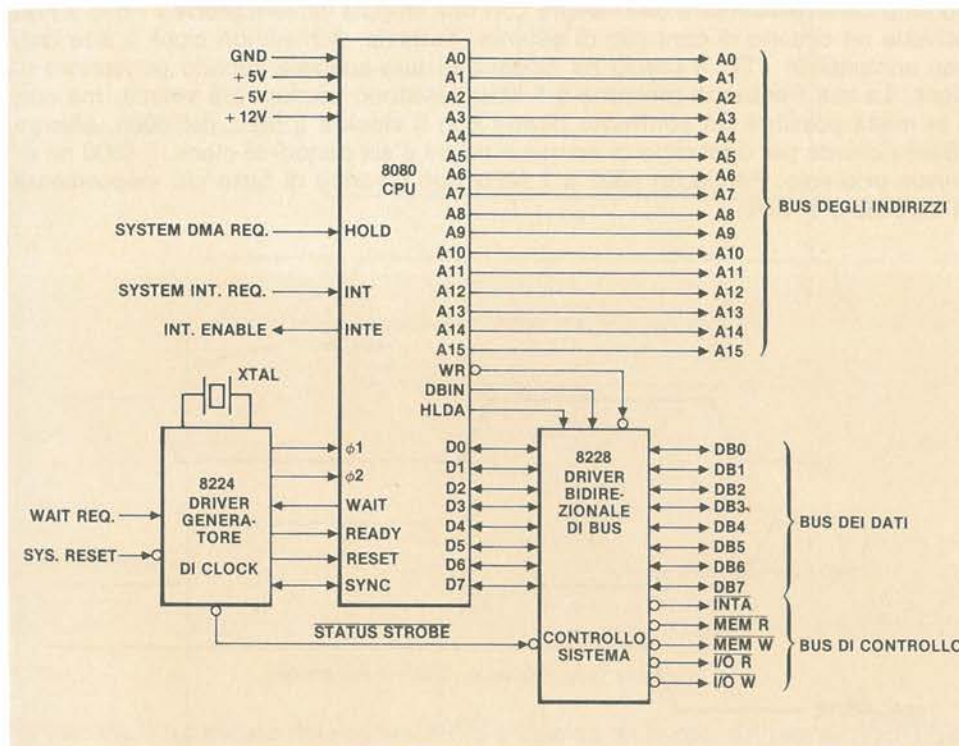 GND
+ 5V
+ 5V
+ 12V
8080
CPU
A0
A1
A2
A3
A4
A5
A6
A7
A8
A9
A10
A11
A12
A13
A14
A15
WR
DBIN
HLDA
A0
A1
A2
A3
A4
A5
A6
A7
A8
A9
A10
A11
A12
A13
A14
A15
BUS DEGLI INDIRIZZI
SYSTEM DMA REQ.
HOLD
SYSTEM INT. REQ.
INT
INT. ENABLE
INTE
XTAL
8224
DRIVER
GENERA-
TORE
DI CLOCK
WAIT REQ.
SYS. RESET
ϕ1
ϕ2
WAIT
READY
RESET
SYNC
D0
D1
D2
D3
D4
D5
D6
D7
STATUS STROBE
8228
DRIVER
BIDIRE-
ZIONALE
DI BUS
CONTROLLO
SISTEMA
DB0
DB1
DB2
DB3
DB4
DB5
DB6
DB7
BUS DEI DATI
INTA
MEM R
MEM W
I/O R
I/O W
BUS DI CONTROLLO